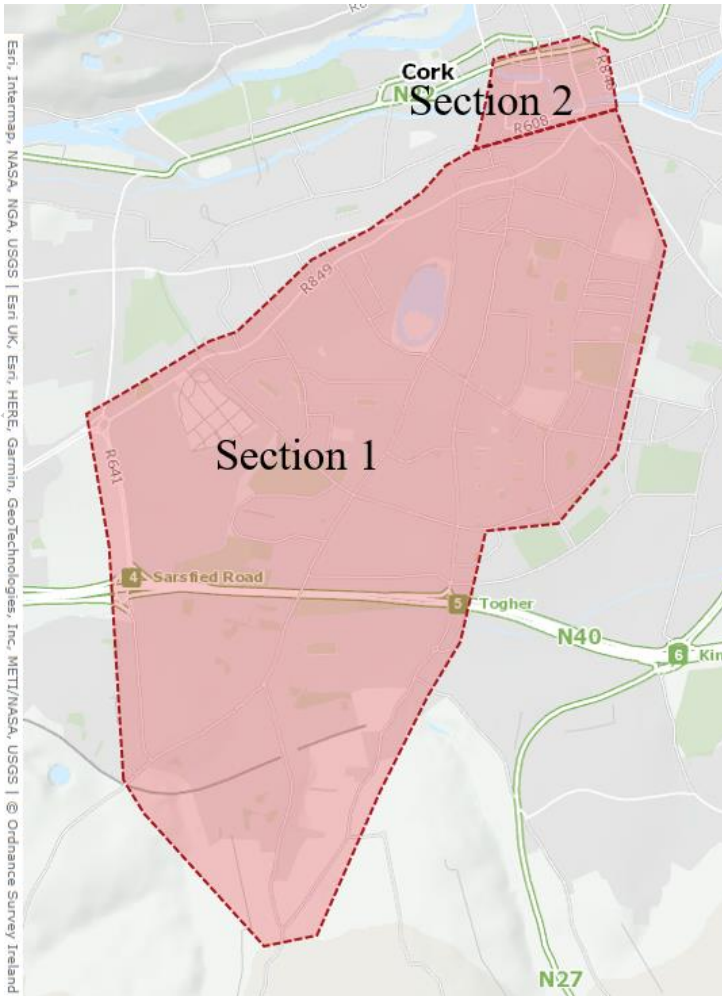 Cork
Section 2
R608
R849
Section 1
R641
4 Sarsfield Road
5 Togher
N40
6
N27
Esri, Intermap, NASA, NGA, USGS | Esri UK, Esri, HERE, Garmin, GeoTechnologies, Inc, METI/NASA, USGS | © Ordnance Survey Ireland